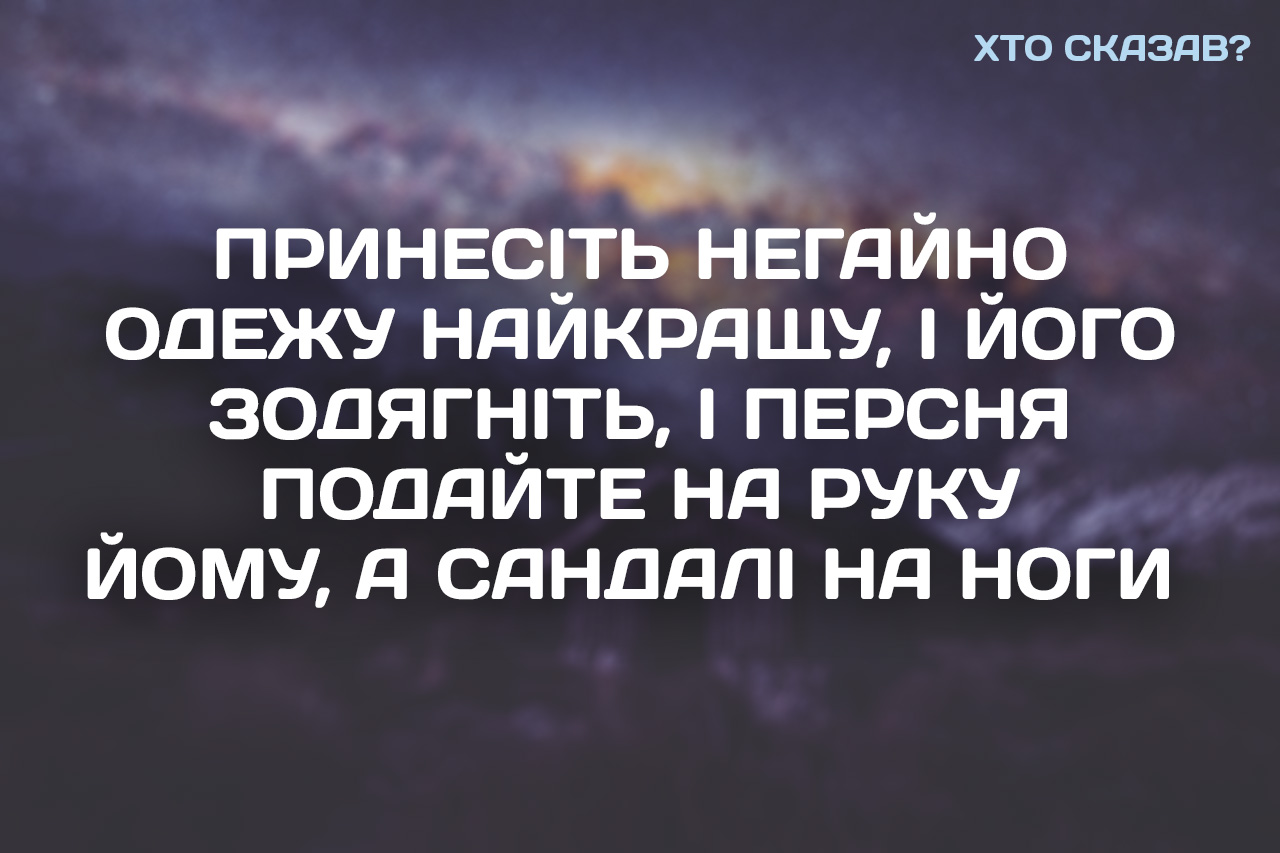 ХТО СКАЗАВ?
ПРИНЕСІТЬ НЕГАЙНО
ОДЕЖУ НАЙКРАЩУ, І ЙОГО
ЗОДЯГНІТЬ, І ПЕРСНЯ
ПОДАЙТЕ НА РУКУ
ЙОМУ, А САНДАЛІ НА НОГИ